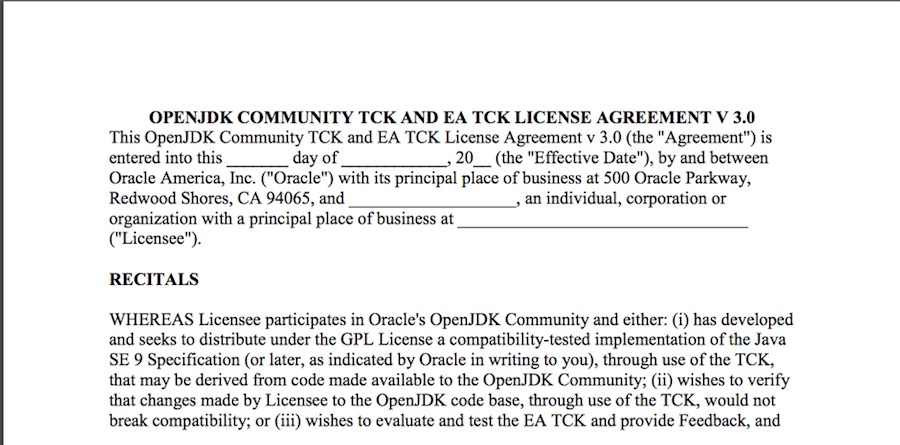 OPENJDK COMMUNITY TCK AND EA TCK LICENSE AGREEMENT V 3.0
This OpenJDK Community TCK and EA TCK License Agreement v 3.0 (the "Agreement") is
entered into this _______ day of ____________, 20__ (the "Effective Date"), by and between
Oracle America, Inc. ("Oracle") with its principal place of business at 500 Oracle Parkway,
Redwood Shores, CA 94065, and ___________________, an individual, corporation or
organization with a principal place of business at _________________________________
("Licensee").
RECITALS
WHEREAS Licensee participates in Oracle's OpenJDK Community and either: (i) has developed
and seeks to distribute under the GPL License a compatibility-tested implementation of the Java
SE 9 Specification (or later, as indicated by Oracle in writing to you), through use of the TCK,
that may be derived from code made available to the OpenJDK Community; (ii) wishes to verify
that changes made by Licensee to the OpenJDK code base, through use of the TCK, would not
break compatibility; or (iii) wishes to evaluate and test the EA TCK and provide Feedback, and